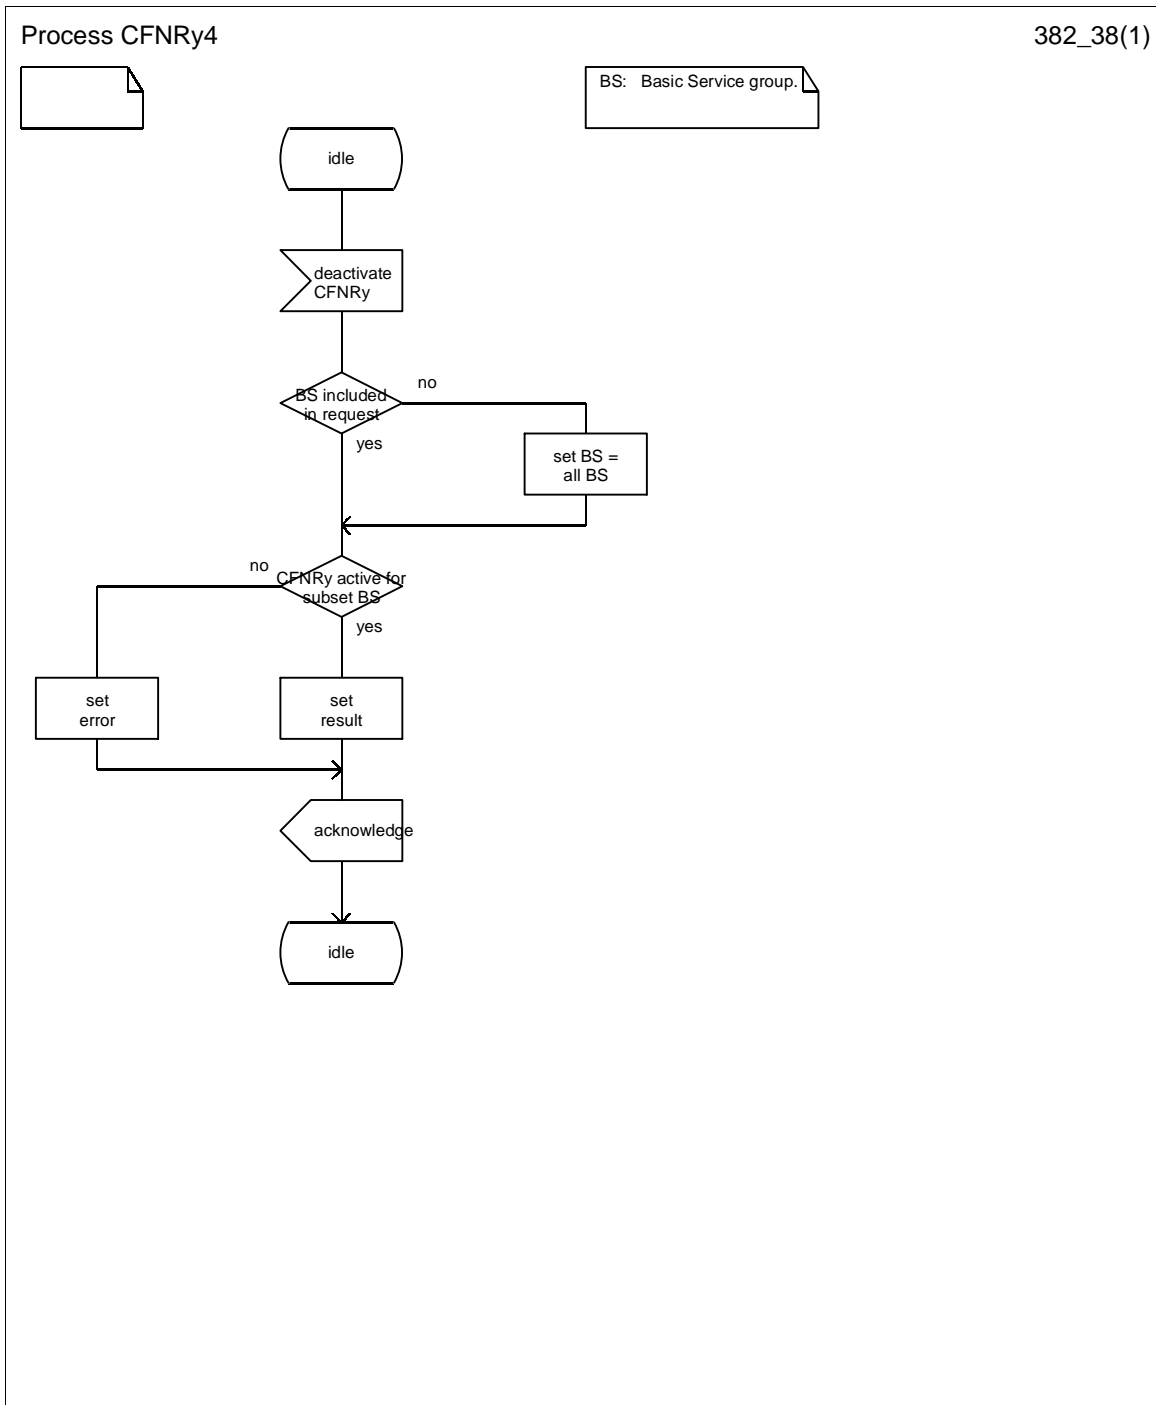 Process CFNRy4
382_38(1)
BS: Basic Service group.
idle
deactivate
CFNRy
BS included
in request
no
yes
set BS =
all BS
no
CFNRy active for
subset BS
yes
set
error
set
result
acknowledge
idle